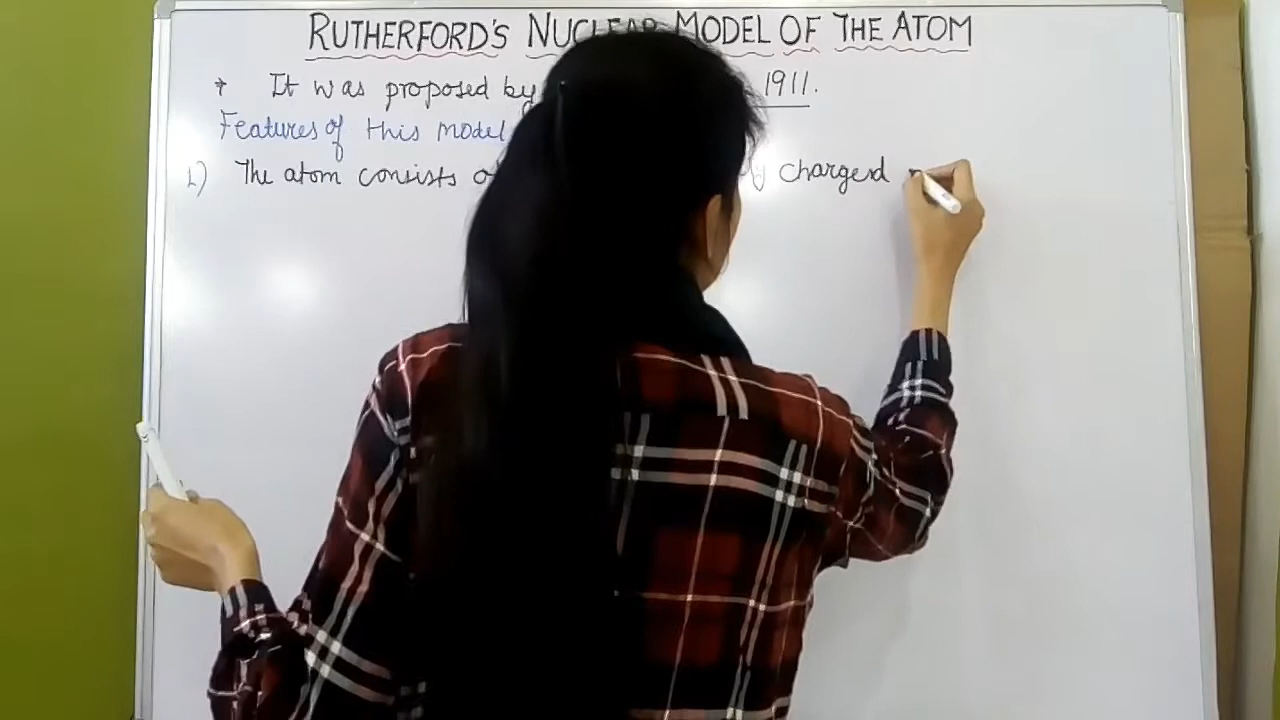 RUTHERFORD'S NUCLEAR MODEL OF THE ATOM
* It was proposed by 1911.
Features of this model
1) The atom consists charged